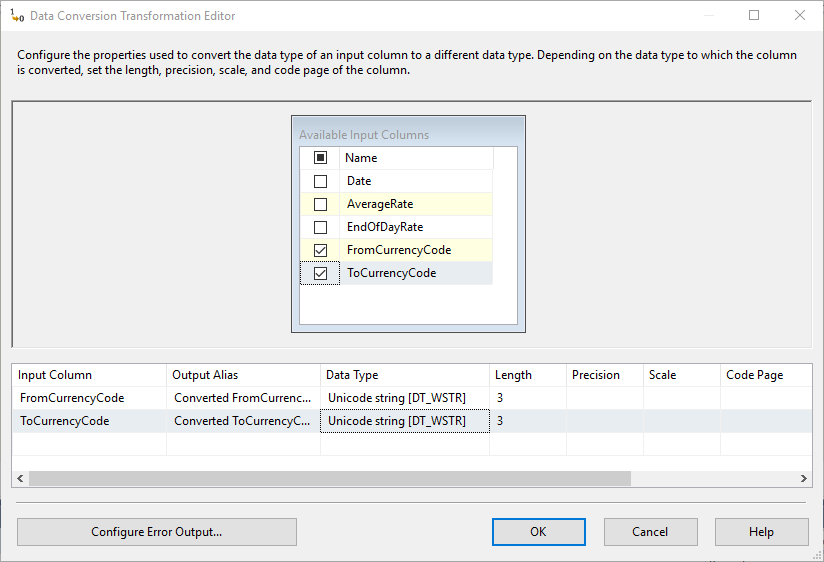 Data Conversion Transformation Editor
Configure the properties used to convert the data type of an input column to a different data type. Depending on the data type to which the column
is converted, set the length, precision, scale, and code page of the column.
Available Input Columns
Name
Date
AverageRate
EndOfDayRate
FromCurrencyCode
ToCurrencyCode
Input Column Output Alias Data Type Length Precision Scale Code Page
FromCurrencyCode Converted FromCurrenc... Unicode string [DT_WSTR] 3
ToCurrencyCode Converted ToCurrencyC... Unicode string [DT_WSTR] 3
Configure Error Output... OK Cancel Help